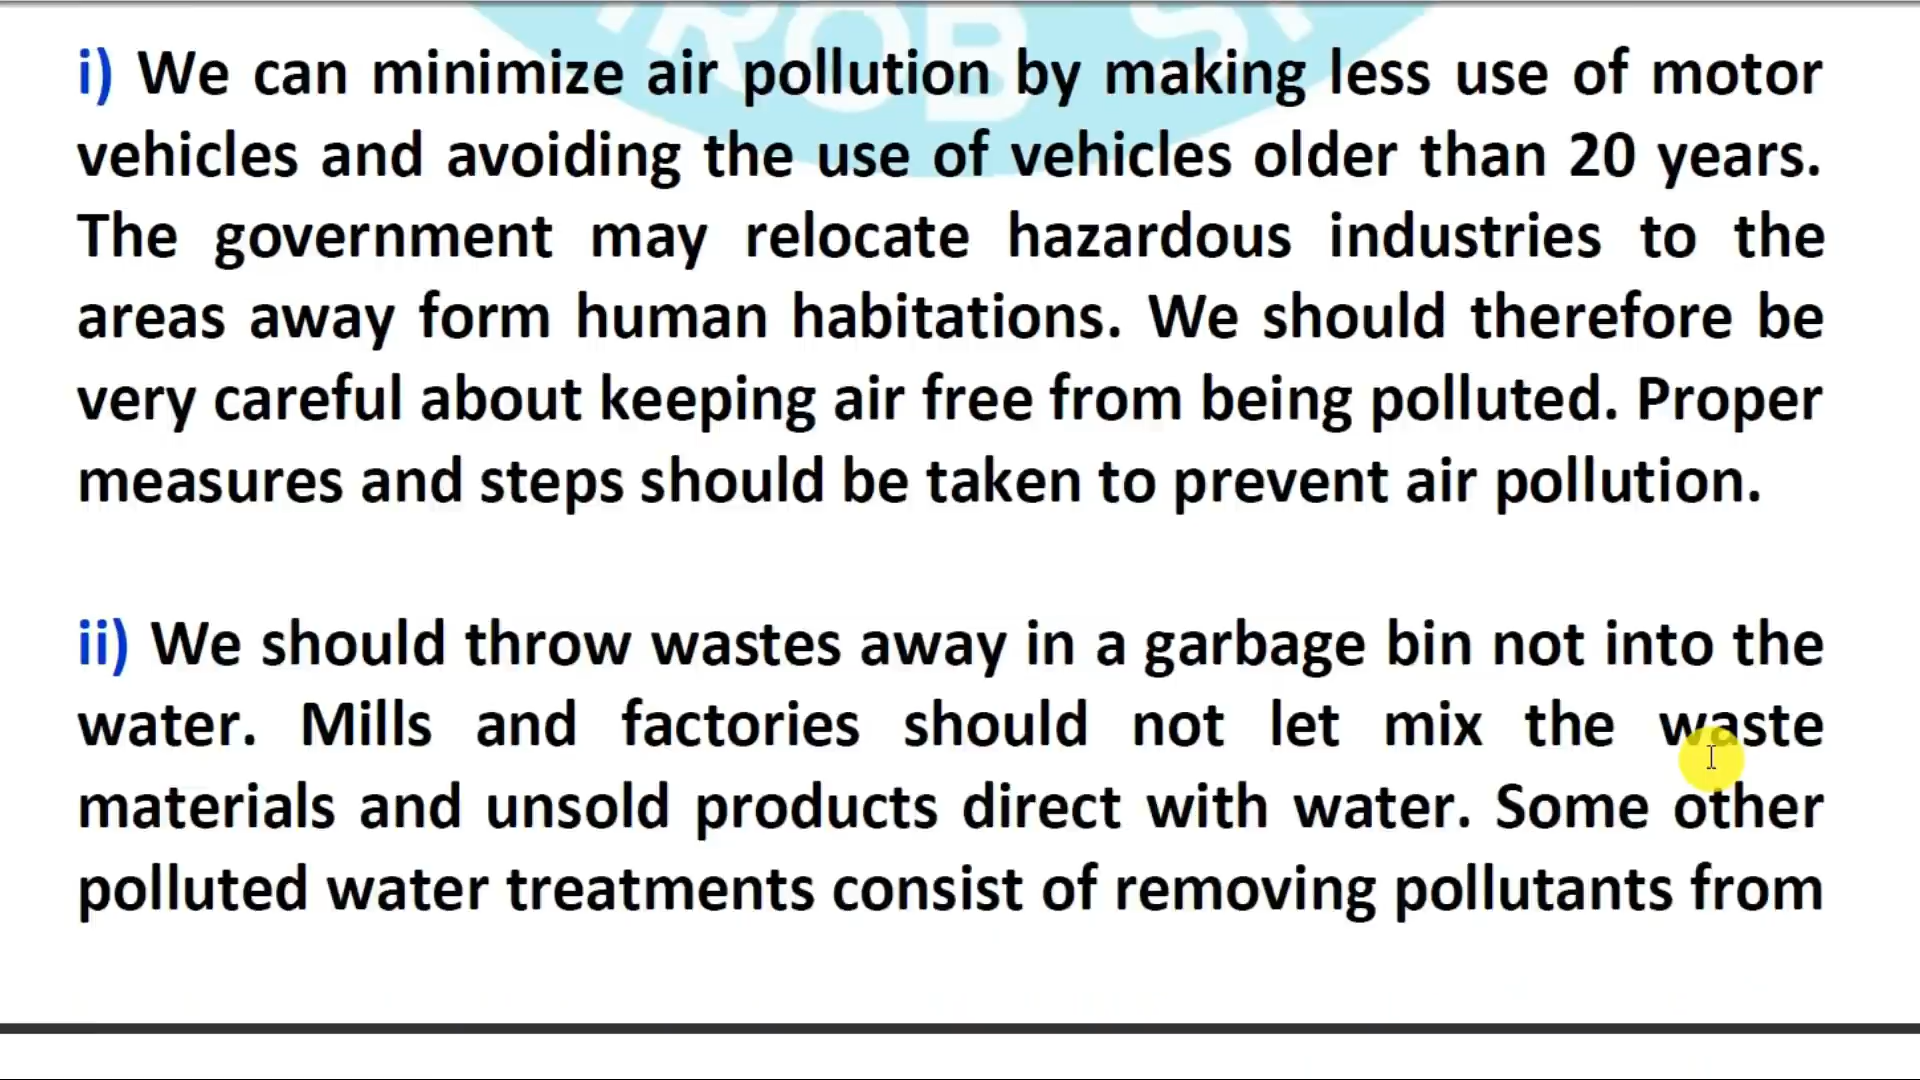 i) We can minimize air pollution by making less use of motor
vehicles and avoiding the use of vehicles older than 20 years.
The government may relocate hazardous industries to the
areas away form human habitations. We should therefore be
very careful about keeping air free from being polluted. Proper
measures and steps should be taken to prevent air pollution.
ii) We should throw wastes away in a garbage bin not into the
water. Mills and factories should not let mix the waste
materials and unsold products direct with water. Some other
polluted water treatments consist of removing pollutants from